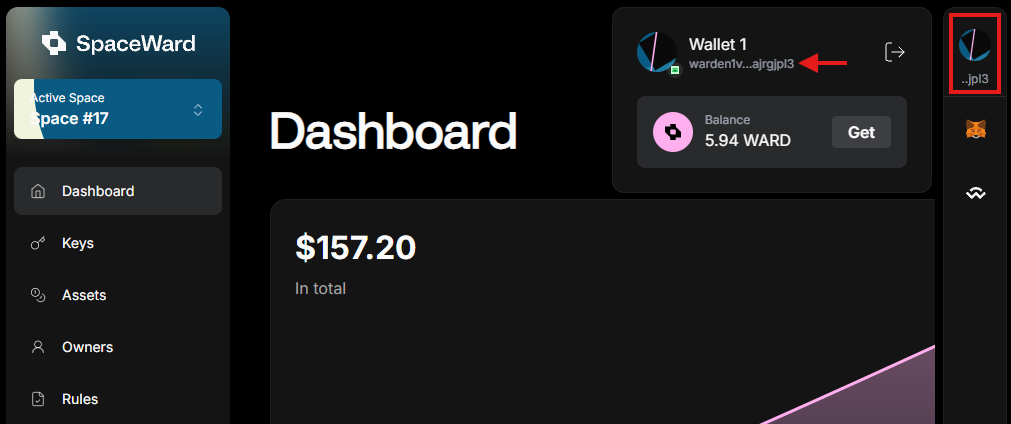 SpaceWard
Active Space
Space #17
Dashboard
Keys
Assets
Owners
Rules
Dashboard
$157.20
In total
Wallet 1
warden1v...ajrgjpl3
Balance
5.94 WARD
Get
..jpl3